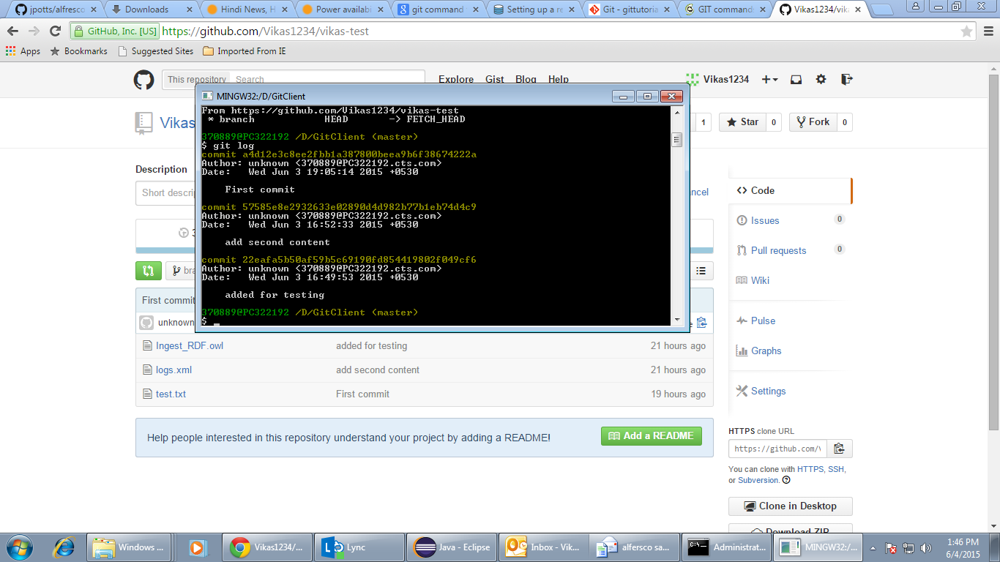 jpotts/alfresco
Downloads
Hindi News, H
Power availabi
git command
Setting up a re
Git - gittutoria
GIT command
Vikas1234/vika
GitHub, Inc. [US]
https://github.com/Vikas1234/vikas-test
Apps
Bookmarks
Suggested Sites
Imported From IE
This repository
Search
Explore
Gist
Blog
Help
Vikas1234
MINGW32:/D/GitClient
Vikas
1
Star
0
Fork
0
From https://github.com/Vikas1234/vikas-test
* branch HEAD -> FETCH_HEAD
370889@PC322192 /D/GitClient (master)
$ git log
commit a4d12e3c8ee2fbb1a387800beea9b6f38674222a
Author: unknown <370889@PC322192.cts.com>
Date: Wed Jun 3 19:05:14 2015 +0530
First commit
commit 57585e8e2932633e02890d4d982b77b1eb74d4c9
Author: unknown <370889@PC322192.cts.com>
Date: Wed Jun 3 16:52:33 2015 +0530
add second content
commit 22eafa5b50af59b5c69190fd854419802f049cf6
Author: unknown <370889@PC322192.cts.com>
Date: Wed Jun 3 16:49:53 2015 +0530
added for testing
370889@PC322192 /D/GitClient (master)
$
Description
Short descri
ncel
3
bra
First commit
unknown
Ingest_RDF.owl
added for testing
21 hours ago
logs.xml
add second content
21 hours ago
test.txt
First commit
19 hours ago
Help people interested in this repository understand your project by adding a README!
Add a README
Code
Issues
0
Pull requests
0
Wiki
Pulse
Graphs
Settings
HTTPS clone URL
https://github.com/V
You can clone with HTTPS, SSH,
or Subversion.
Clone in Desktop
Download ZIP
Windows ...
Vikas1234/...
Lync
Java - Eclipse
Inbox - Vik...
alfersco sa...
Administrat...
MINGW32:/...
1:46 PM
6/4/2015